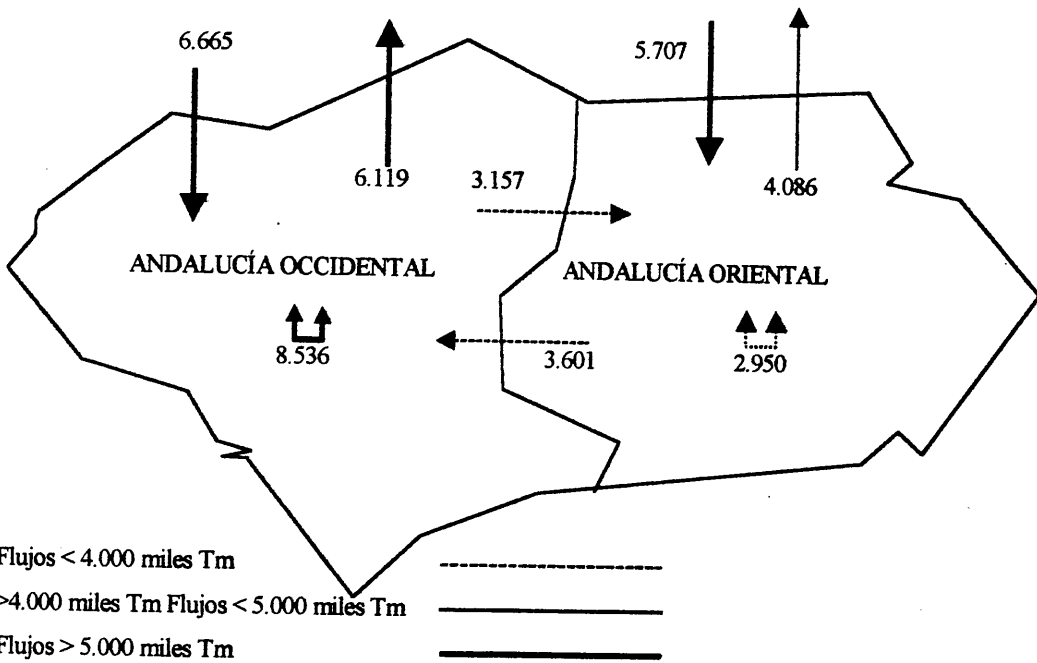 6.665
5.707
6.119
3.157
4.086
ANDALUCÍA OCCIDENTAL
ANDALUCÍA ORIENTAL
8.536
3.601
2.950
Flujos < 4.000 miles Tm
>4.000 miles Tm Flujos < 5.000 miles Tm
Flujos > 5.000 miles Tm